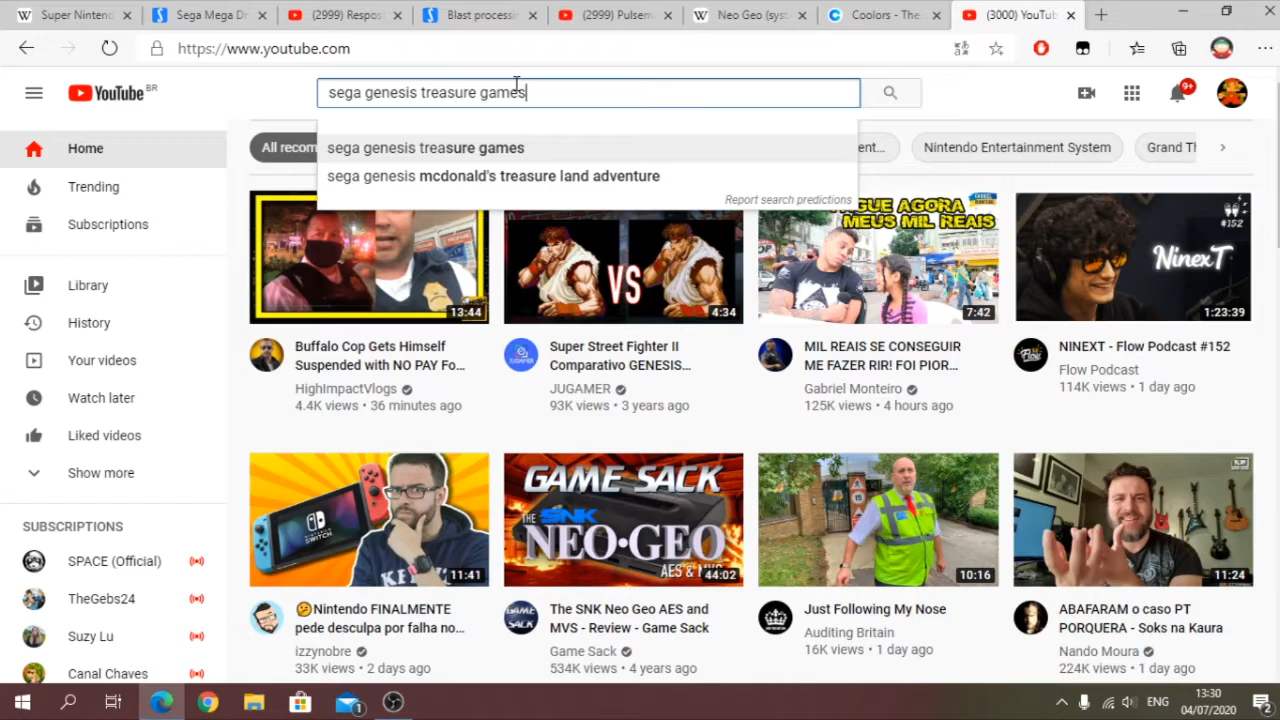 Super Nintend
Sega Mega Dr
(2999) Respos
Blast processin
(2999) Pulsem
Neo Geo (syst
Coolors - The
(3000) YouTub
https://www.youtube.com
YouTube BR
sega genesis treasure games
9+
sega genesis treasure games
sega genesis mcdonald's treasure land adventure
Report search predictions
Home
Trending
Subscriptions
Library
History
Your videos
Watch later
Liked videos
Show more
SUBSCRIPTIONS
SPACE (Official)
TheGebs24
Suzy Lu
Canal Chaves
All recom
ent...
Nintendo Entertainment System
Grand Th
13:44
VS
4:34
GUE AGORA
MEUS MIL REAIS
7:42
#152
NinexT
1:23:39
Buffalo Cop Gets Himself
Suspended with NO PAY Fo...
HighImpactVlogs
4.4K views • 36 minutes ago
Super Street Fighter II
Comparativo GENESIS...
JUGAMER
93K views • 3 years ago
MIL REAIS SE CONSEGUIR
ME FAZER RIR! FOI PIOR...
Gabriel Monteiro
125K views • 4 hours ago
NINEXT - Flow Podcast #152
Flow Podcast
114K views • 1 day ago
11:41
GAME SACK
THE SNK
NEO•GEO
AES & MVS
44:02
10:16
11:24
🤔Nintendo FINALMENTE
pede desculpa por falha no...
izzynobre
33K views • 2 days ago
The SNK Neo Geo AES and
MVS - Review - Game Sack
Game Sack
534K views • 4 years ago
Just Following My Nose
Auditing Britain
16K views • 1 day ago
ABAFARAM o caso PT
PORQUERA - Soks na Kaura
Nando Moura
224K views • 1 day ago
1
ENG
13:30
04/07/2020
2